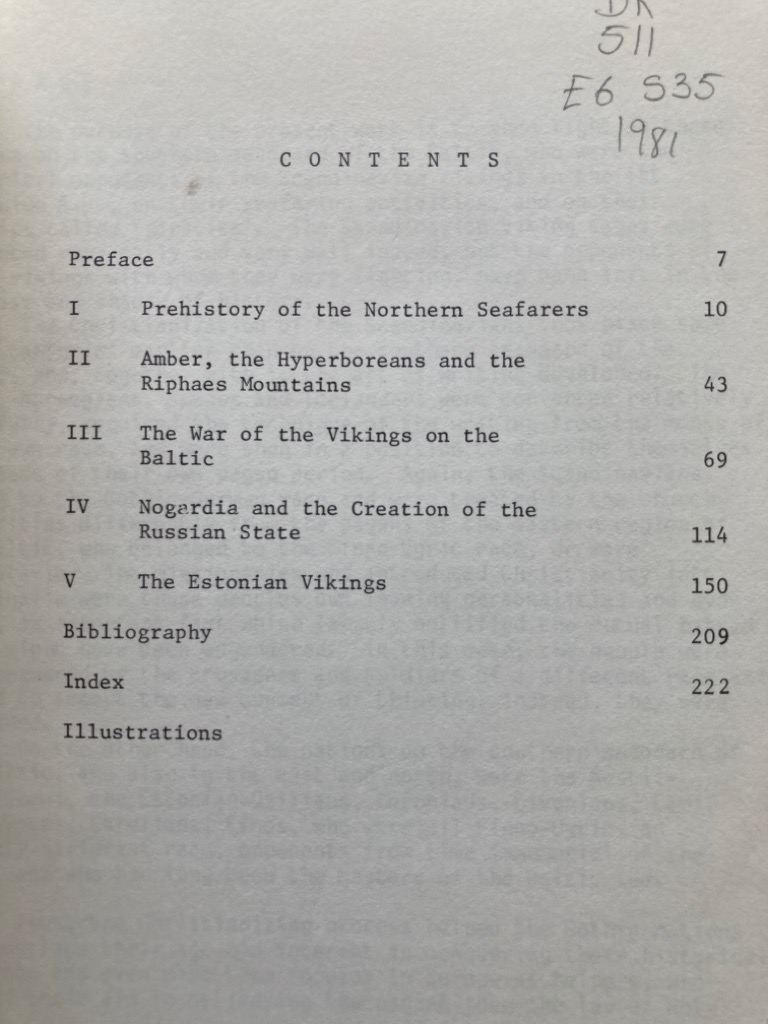 DK
511
E6 S35
1981
CONTENTS
Preface 7
I Prehistory of the Northern Seafarers 10
II Amber, the Hyperboreans and the
Riphaes Mountains 43
III The War of the Vikings on the
Baltic 69
IV Nogardia and the Creation of the
Russian State 114
V The Estonian Vikings 150
Bibliography 209
Index 222
Illustrations